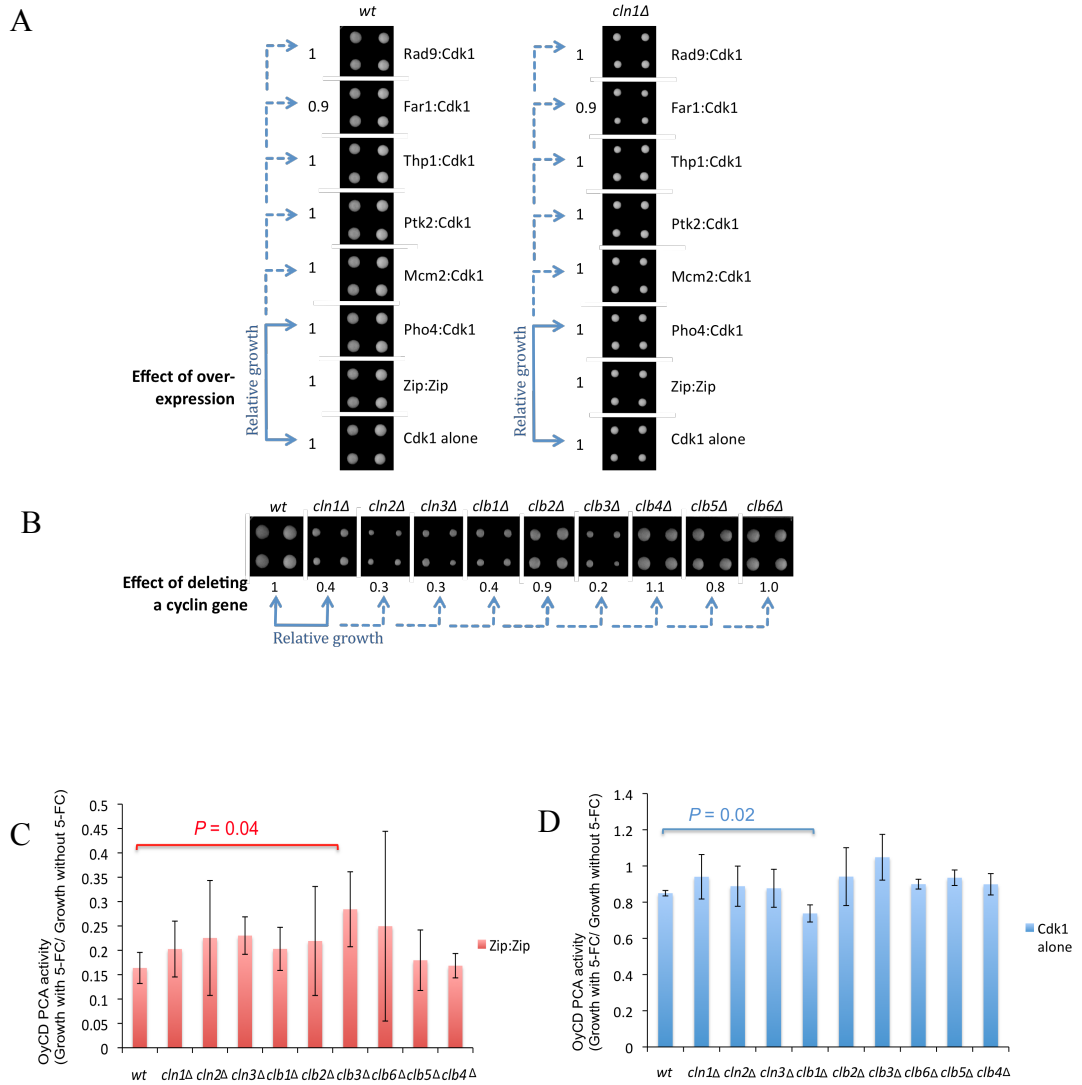 A
wt
cln1Δ
1
Rad9:Cdk1
1
Rad9:Cdk1
0.9
Far1:Cdk1
0.9
Far1:Cdk1
1
Thp1:Cdk1
1
Thp1:Cdk1
1
Ptk2:Cdk1
1
Ptk2:Cdk1
1
Mcm2:Cdk1
1
Mcm2:Cdk1
1
Pho4:Cdk1
1
Pho4:Cdk1
Relative growth
Relative growth
Effect of over-
expression
1
Zip:Zip
1
Zip:Zip
1
Cdk1 alone
1
Cdk1 alone
B
wt cln1Δ cln2Δ cln3Δ clb1Δ clb2Δ clb3Δ clb4Δ clb5Δ clb6Δ
Effect of deleting
a cyclin gene
1 0.4 0.3 0.3 0.4 0.9 0.2 1.1 0.8 1.0
Relative growth
C
OyCD PCA activity
(Growth with 5-FC/ Growth without 5-FC)
0.5
0.45
0.4
0.35
0.3
0.25
0.2
0.15
0.1
0.05
0
P = 0.04
Zip:Zip
wt cln1Δ cln2Δ cln3Δ clb1Δ clb2Δ clb3Δ clb6Δ clb5Δ clb4Δ
D
OyCD PCA activity
(Growth with 5-FC/ Growth without 5-FC)
1.4
1.2
1
0.8
0.6
0.4
0.2
0
P = 0.02
Cdk1
alone
wt cln1Δ cln2Δ cln3Δ clb1Δ clb2Δ clb3Δ clb6Δ clb5Δ clb4Δ